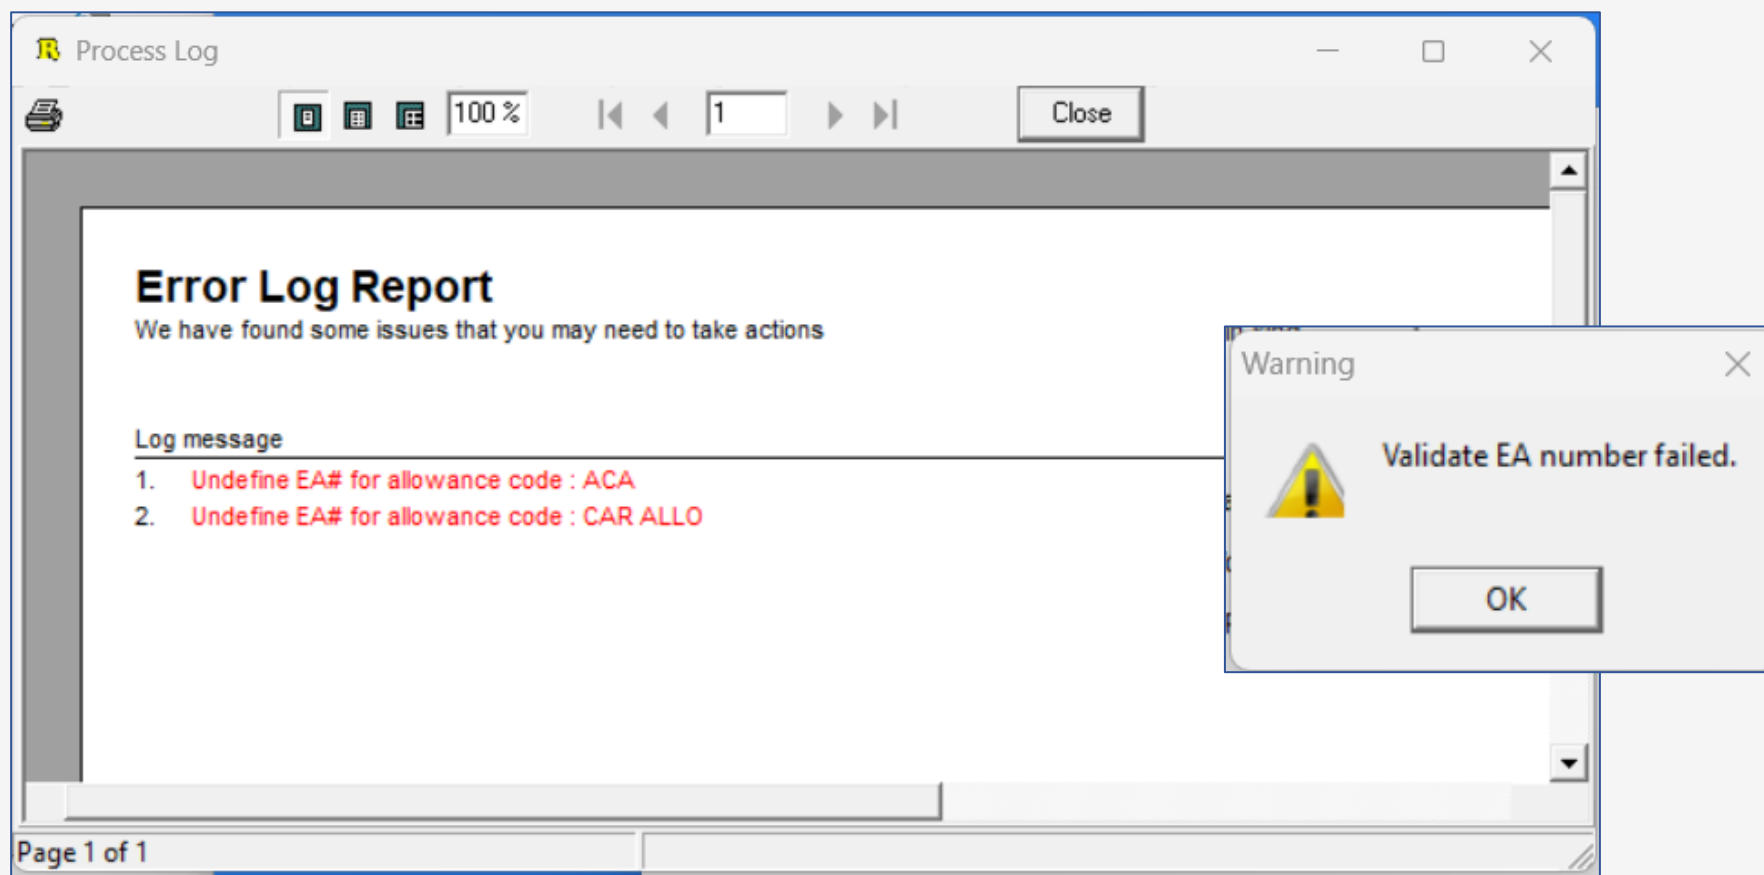 Process Log
100 %
1
Close
Error Log Report
We have found some issues that you may need to take actions
Log message
1. Undefine EA# for allowance code : ACA
2. Undefine EA# for allowance code : CAR ALLO
Warning
Validate EA number failed.
OK
Page 1 of 1